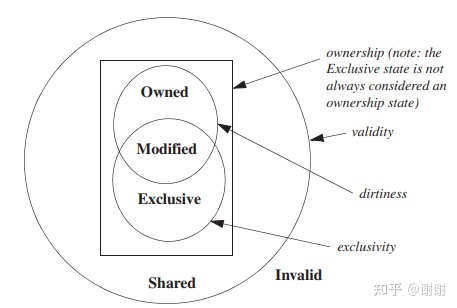 ownership (note: the
Exclusive state is not
always considered an
ownership state)
Owned
validity
Modified
dirtiness
Exclusive
exclusivity
Shared
Invalid
知乎 @谢谢